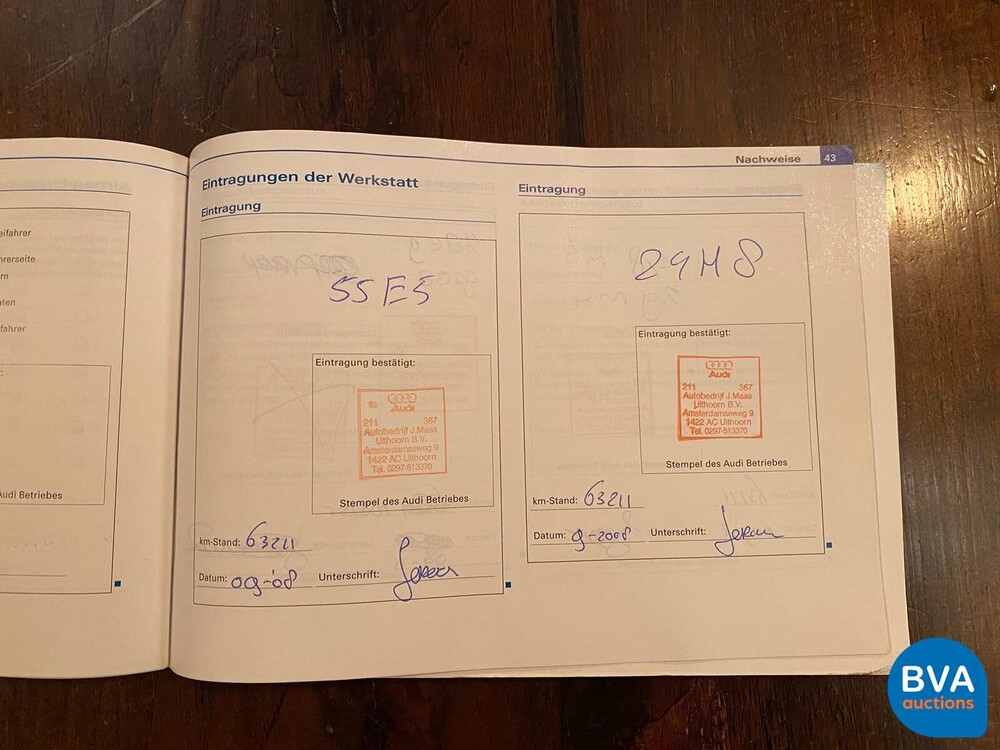 Nachweise 43
eifahrer
hrerseite
rn
aten
fahrer
Audi Betriebes
Eintragungen der Werkstatt
Eintragung
55E5
Eintragung bestätigt:
Audi
211 367
Autobedrijf J.Maas
Uithoorn B.V.
Amsterdamseweg 9
1422 AC Uithoorn
Tel. 0297-513370
Stempel des Audi Betriebes
km-Stand: 63211
Datum: 09-08 Unterschrift:
Eintragung
24M8
Eintragung bestätigt:
Audi
211 367
Autobedrijf J.Maas
Uithoorn B.V.
Amsterdamseweg 9
1422 AC Uithoorn
Tel. 0297-513370
Stempel des Audi Betriebes
km-Stand: 63211
Datum: 9-2008 Unterschrift:
BVA
auctions